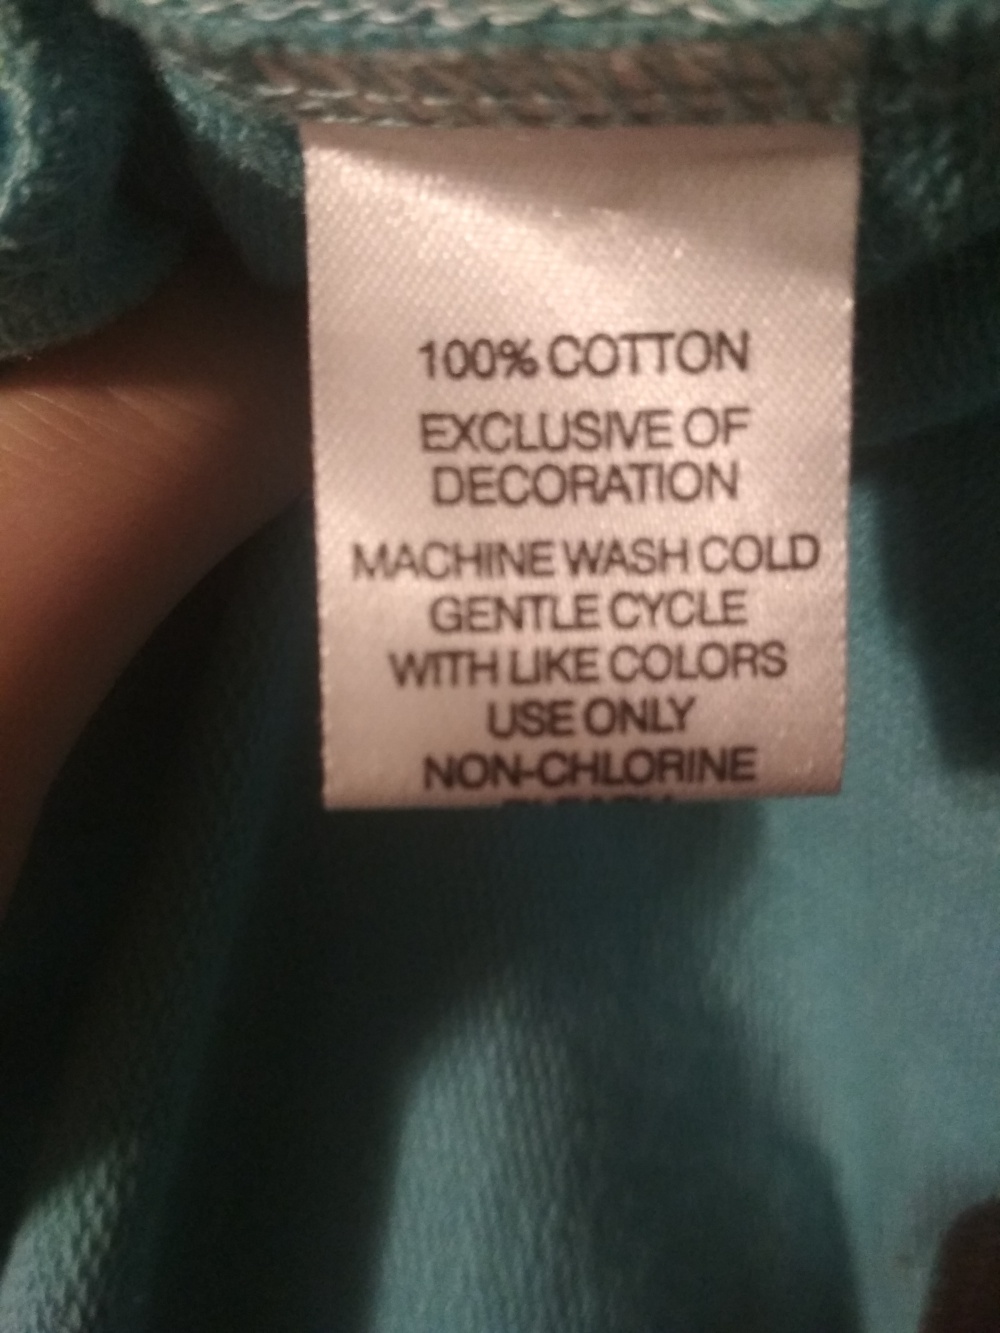 100% COTTON
EXCLUSIVE OF
DECORATION
MACHINE WASH COLD
GENTLE CYCLE
WITH LIKE COLORS
USE ONLY
NON-CHLORINE